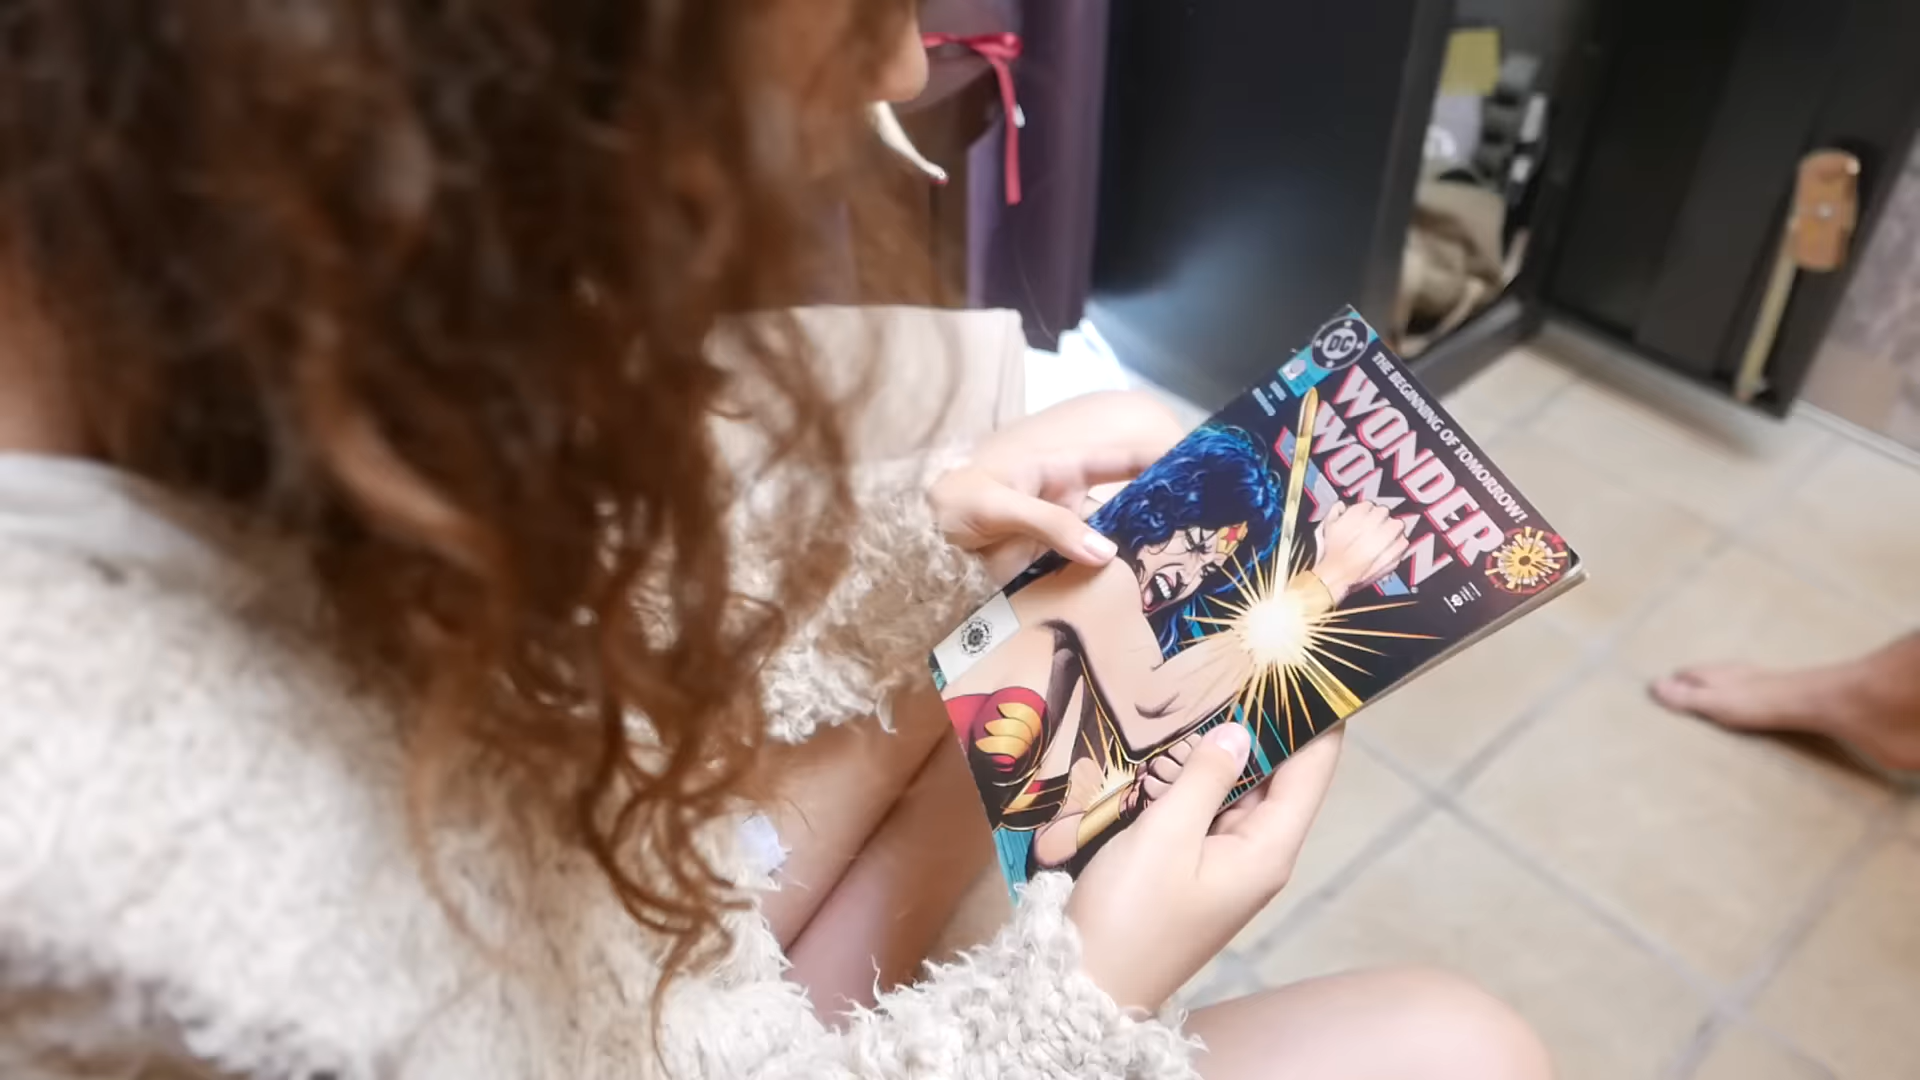 DC
THE BEGINNING OF TOMORROW!
WONDER
WOMAN